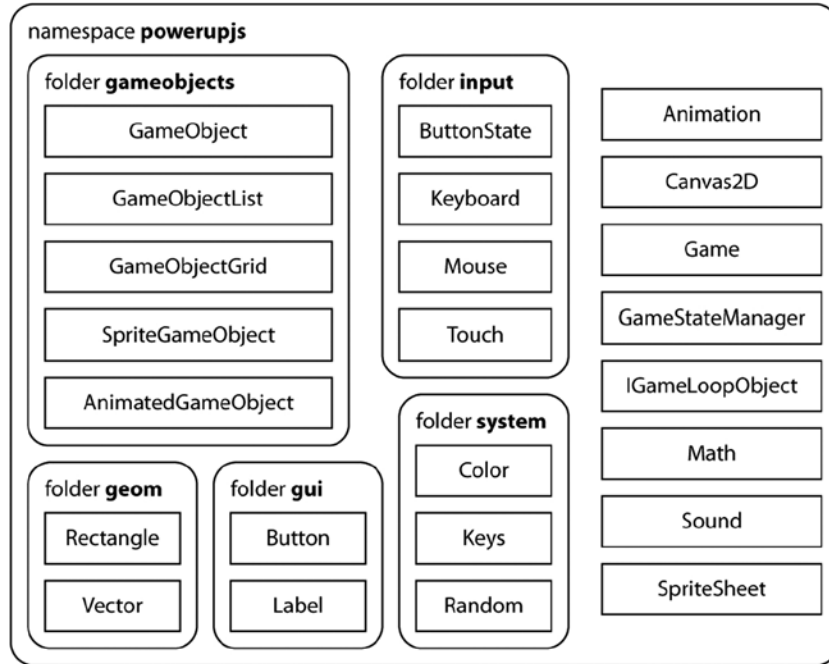 namespace powerupjs
folder gameobjects
GameObject
GameObjectList
GameObjectGrid
SpriteGameObject
AnimatedGameObject
folder input
ButtonState
Keyboard
Mouse
Touch
Animation
Canvas2D
Game
GameStateManager
IGameLoopObject
Math
Sound
SpriteSheet
folder geom
Rectangle
Vector
folder gui
Button
Label
folder system
Color
Keys
Random